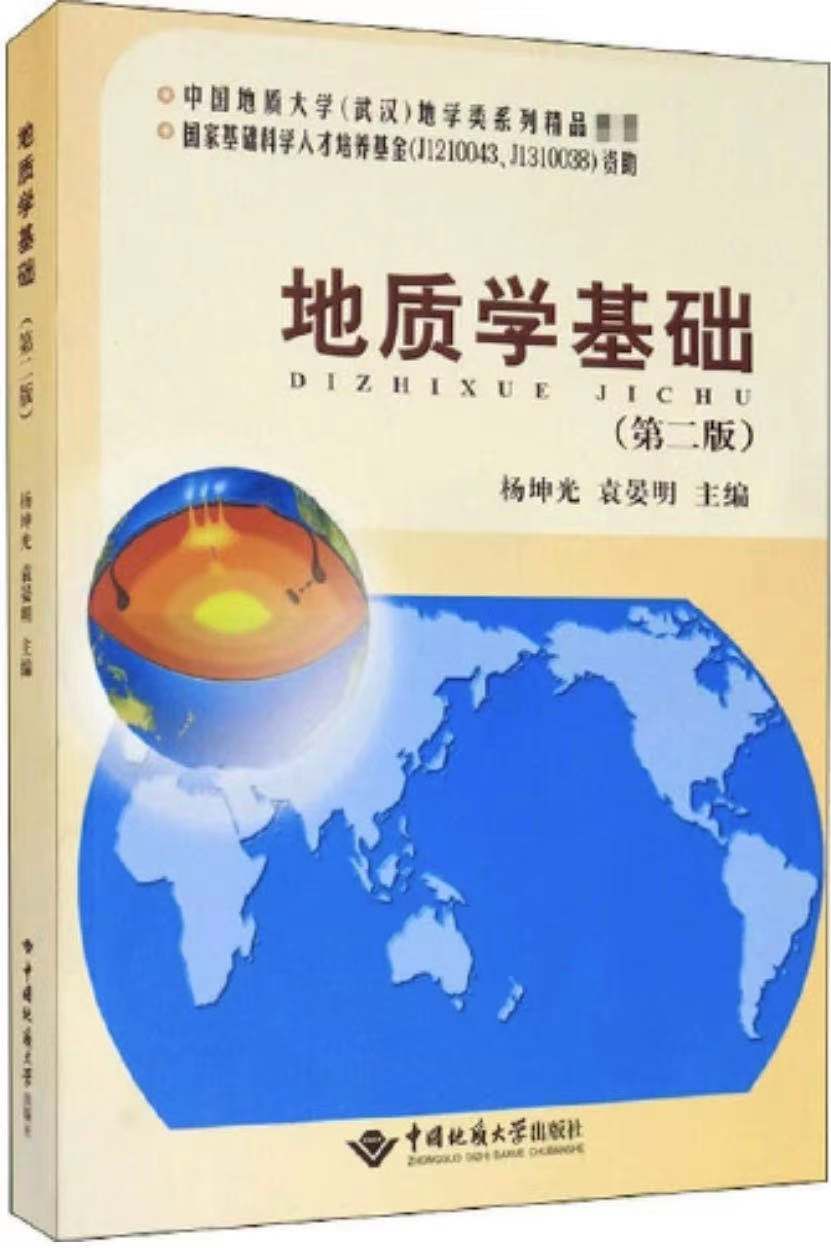 中国地质大学(武汉)地学类系列精品
国家基础科学人才培养基金(J1210043、J1310038)资助
地质学基础
DIZHIXUE JICHU
(第二版)
杨坤光 袁晏明 主编
中国地质大学出版社
ZHONGGUO DIZHI DAXUE CHUBANSHE
地质学基础(第二版)
杨坤光 袁晏明 主编
中国地质大学出版社